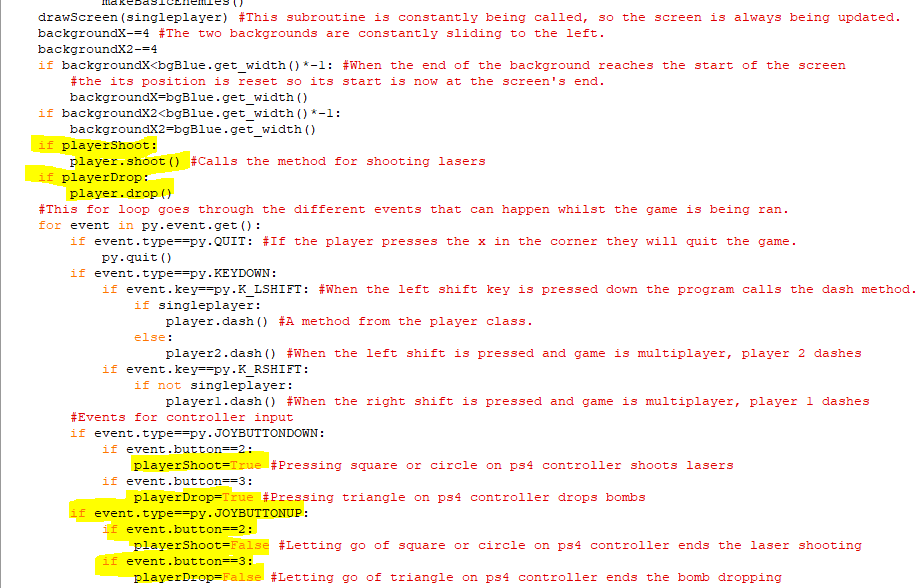 makeBasicEnemies()
drawScreen(singleplayer) #This subroutine is constantly being called, so the screen is always being updated.
backgroundX-=4 #The two backgrounds are constantly sliding to the left.
backgroundX2-=4
if backgroundX<bgBlue.get_width()*-1: #When the end of the background reaches the start of the screen
#the its position is reset so its start is now at the screen's end.
backgroundX=bgBlue.get_width()
if backgroundX2<bgBlue.get_width()*-1:
backgroundX2=bgBlue.get_width()
if playerShoot:
player.shoot() #Calls the method for shooting lasers
if playerDrop:
player.drop()
#This for loop goes through the different events that can happen whilst the game is being ran.
for event in py.event.get():
if event.type==py.QUIT: #If the player presses the x in the corner they will quit the game.
py.quit()
if event.type==py.KEYDOWN:
if event.key==py.K_LSHIFT: #When the left shift key is pressed down the program calls the dash method.
if singleplayer:
player.dash() #A method from the player class.
else:
player2.dash() #When the left shift is pressed and game is multiplayer, player 2 dashes
if event.key==py.K_RSHIFT:
if not singleplayer:
player1.dash() #When the right shift is pressed and game is multiplayer, player 1 dashes
#Events for controller input
if event.type==py.JOYBUTTONDOWN:
if event.button==2:
playerShoot=True #Pressing square or circle on ps4 controller shoots lasers
if event.button==3:
playerDrop=True #Pressing triangle on ps4 controller drops bombs
if event.type==py.JOYBUTTONUP:
if event.button==2:
playerShoot=False #Letting go of square or circle on ps4 controller ends the laser shooting
if event.button==3:
playerDrop=False #Letting go of triangle on ps4 controller ends the bomb dropping